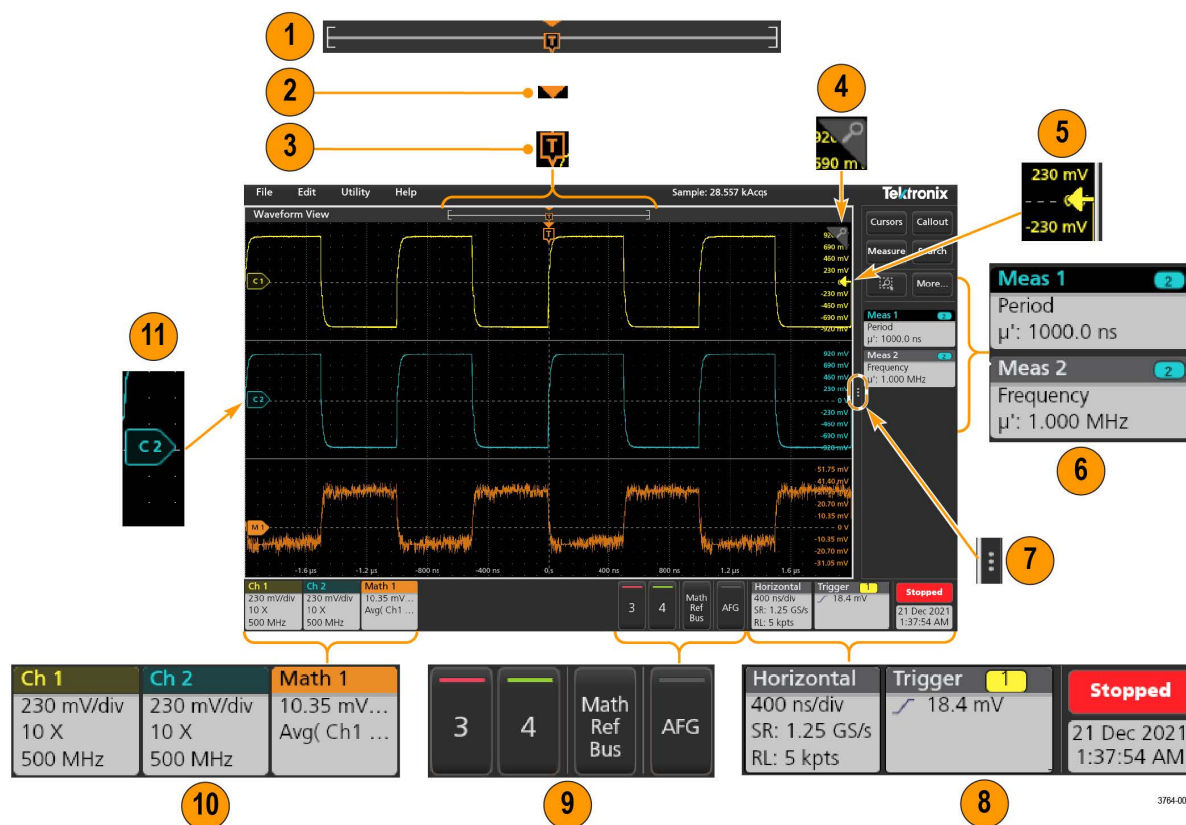 1
T
2
3
T
4
920
690 m
5
230 mV
-230 mV
File Edit Utility Help Sample: 28.557 kAcqs Tektronix
Waveform View
T
T
Cursors Callout
Measure Search
More...
C 1
690 m
460 mV
230 mV
-230 mV
-460 mV
-690 mV
-920 mV
Meas 1 2
Period
µ': 1000.0 ns
Meas 2 2
Frequency
µ': 1.000 MHz
Meas 1 2
Period
µ': 1000.0 ns
Meas 2 2
Frequency
µ': 1.000 MHz
6
11
C 2
C 2
920 mV
690 mV
460 mV
230 mV
0 V
-230 mV
-460 mV
-690 mV
-920 mV
7
M 1
51.75 mV
41.40 mV
20.70 mV
10.35 mV
0 V
-10.35 mV
-20.70 mV
-31.05 mV
-1.6 µs -1.2 µs -800 ns -400 ns 0 s 400 ns 800 ns 1.2 µs 1.6 µs
Ch 1
230 mV/div
10 X
500 MHz
Ch 2
230 mV/div
10 X
500 MHz
Math 1
10.35 mV...
Avg( Ch1 ...
3
4
Math
Ref
Bus
AFG
Horizontal
400 ns/div
SR: 1.25 GS/s
RL: 5 kpts
Trigger 1
18.4 mV
Stopped
21 Dec 2021
1:37:54 AM
Ch 1
230 mV/div
10 X
500 MHz
Ch 2
230 mV/div
10 X
500 MHz
Math 1
10.35 mV...
Avg( Ch1 ...
3
4
Math
Ref
Bus
AFG
Horizontal
400 ns/div
SR: 1.25 GS/s
RL: 5 kpts
Trigger 1
18.4 mV
Stopped
21 Dec 2021
1:37:54 AM
10
9
8
3764-00